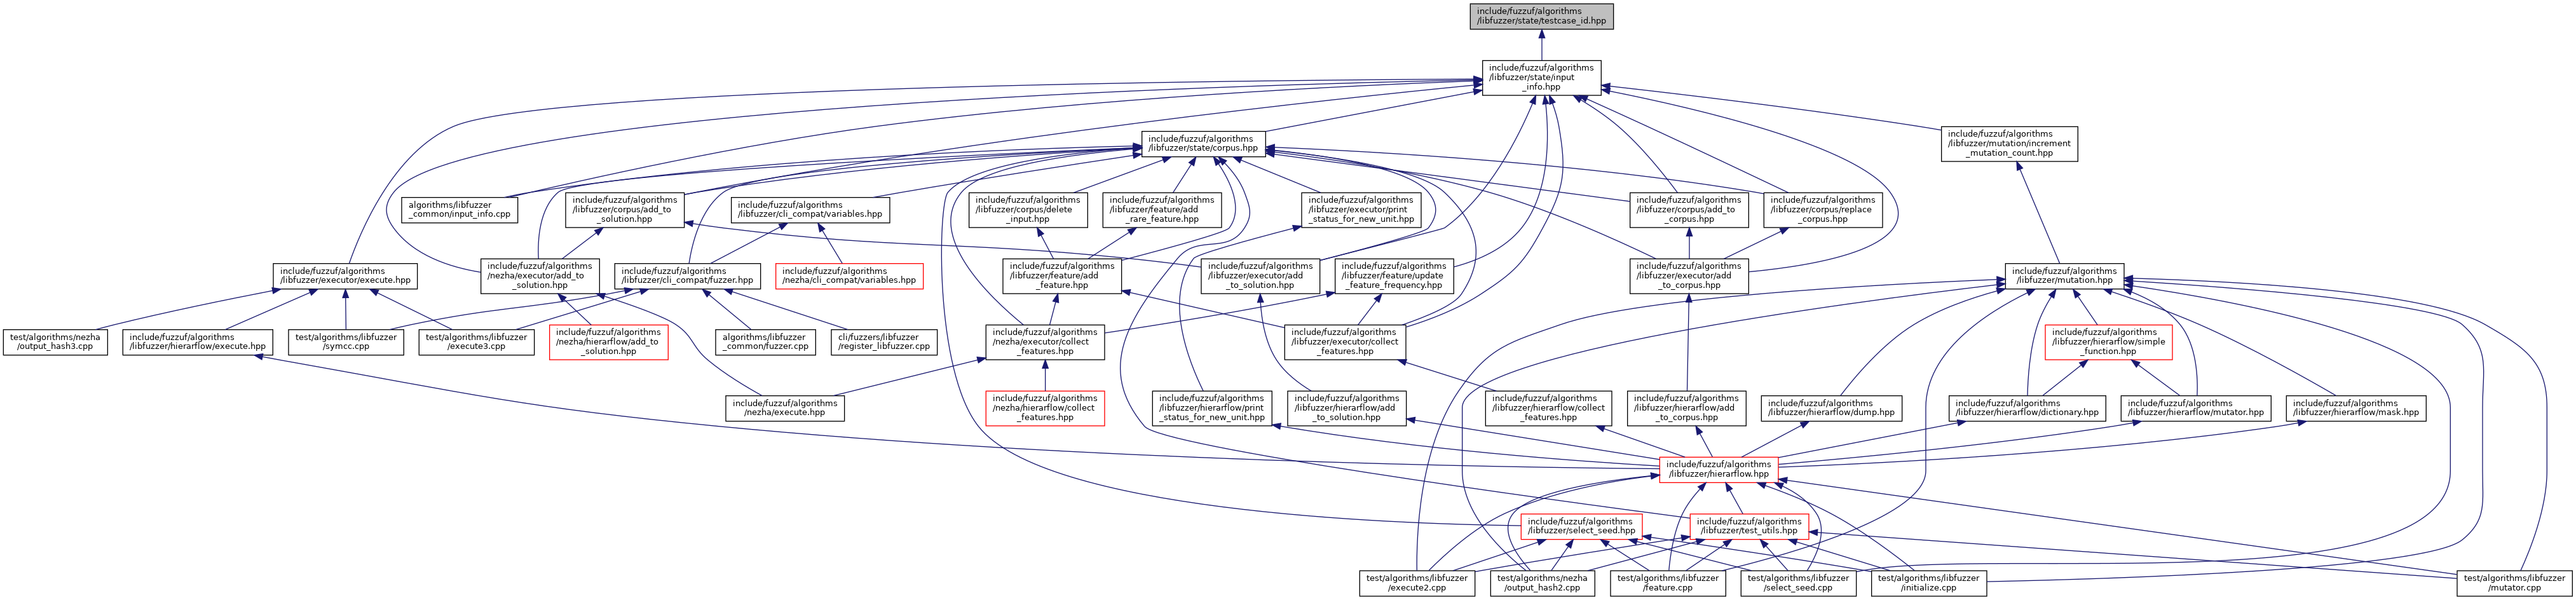 include/fuzzuf/algorithms
/libfuzzer/state/testcase_id.hpp
include/fuzzuf/algorithms
/libfuzzer/state/input
_info.hpp
include/fuzzuf/algorithms
/libfuzzer/state/corpus.hpp
include/fuzzuf/algorithms
/libfuzzer/mutation/increment
_mutation_count.hpp
algorithms/libfuzzer
_common/input_info.cpp
include/fuzzuf/algorithms
/libfuzzer/corpus/add_to
_solution.hpp
include/fuzzuf/algorithms
/libfuzzer/cli_compat/variables.hpp
include/fuzzuf/algorithms
/libfuzzer/corpus/delete
_input.hpp
include/fuzzuf/algorithms
/libfuzzer/feature/add
_rare_feature.hpp
include/fuzzuf/algorithms
/libfuzzer/executor/print
_status_for_new_unit.hpp
include/fuzzuf/algorithms
/libfuzzer/corpus/add_to
_corpus.hpp
include/fuzzuf/algorithms
/libfuzzer/corpus/replace
_corpus.hpp
include/fuzzuf/algorithms
/libfuzzer/executor/execute.hpp
include/fuzzuf/algorithms
/nezha/executor/add_to
_solution.hpp
include/fuzzuf/algorithms
/libfuzzer/cli_compat/fuzzer.hpp
include/fuzzuf/algorithms
/nezha/cli_compat/variables.hpp
include/fuzzuf/algorithms
/libfuzzer/feature/add
_feature.hpp
include/fuzzuf/algorithms
/libfuzzer/executor/add
_to_solution.hpp
include/fuzzuf/algorithms
/libfuzzer/feature/update
_feature_frequency.hpp
include/fuzzuf/algorithms
/libfuzzer/executor/add
_to_corpus.hpp
include/fuzzuf/algorithms
/libfuzzer/mutation.hpp
test/algorithms/nezha
/output_hash3.cpp
include/fuzzuf/algorithms
/libfuzzer/hierarflow/execute.hpp
test/algorithms/libfuzzer
/symcc.cpp
test/algorithms/libfuzzer
/execute3.cpp
include/fuzzuf/algorithms
/nezha/hierarflow/add_to
_solution.hpp
algorithms/libfuzzer
_common/fuzzer.cpp
cli/fuzzers/libfuzzer
/register_libfuzzer.cpp
include/fuzzuf/algorithms
/nezha/executor/collect
_features.hpp
include/fuzzuf/algorithms
/libfuzzer/executor/collect
_features.hpp
include/fuzzuf/algorithms
/libfuzzer/hierarflow/simple
_function.hpp
include/fuzzuf/algorithms
/nezha/execute.hpp
include/fuzzuf/algorithms
/nezha/hierarflow/collect
_features.hpp
include/fuzzuf/algorithms
/libfuzzer/hierarflow/print
_status_for_new_unit.hpp
include/fuzzuf/algorithms
/libfuzzer/hierarflow/add
_to_solution.hpp
include/fuzzuf/algorithms
/libfuzzer/hierarflow/collect
_features.hpp
include/fuzzuf/algorithms
/libfuzzer/hierarflow/add
_to_corpus.hpp
include/fuzzuf/algorithms
/libfuzzer/hierarflow/dump.hpp
include/fuzzuf/algorithms
/libfuzzer/hierarflow/dictionary.hpp
include/fuzzuf/algorithms
/libfuzzer/hierarflow/mutator.hpp
include/fuzzuf/algorithms
/libfuzzer/hierarflow/mask.hpp
include/fuzzuf/algorithms
/libfuzzer/hierarflow.hpp
include/fuzzuf/algorithms
/libfuzzer/select_seed.hpp
include/fuzzuf/algorithms
/libfuzzer/test_utils.hpp
test/algorithms/libfuzzer
/execute2.cpp
test/algorithms/nezha
/output_hash2.cpp
test/algorithms/libfuzzer
/feature.cpp
test/algorithms/libfuzzer
/select_seed.cpp
test/algorithms/libfuzzer
/initialize.cpp
test/algorithms/libfuzzer
/mutator.cpp